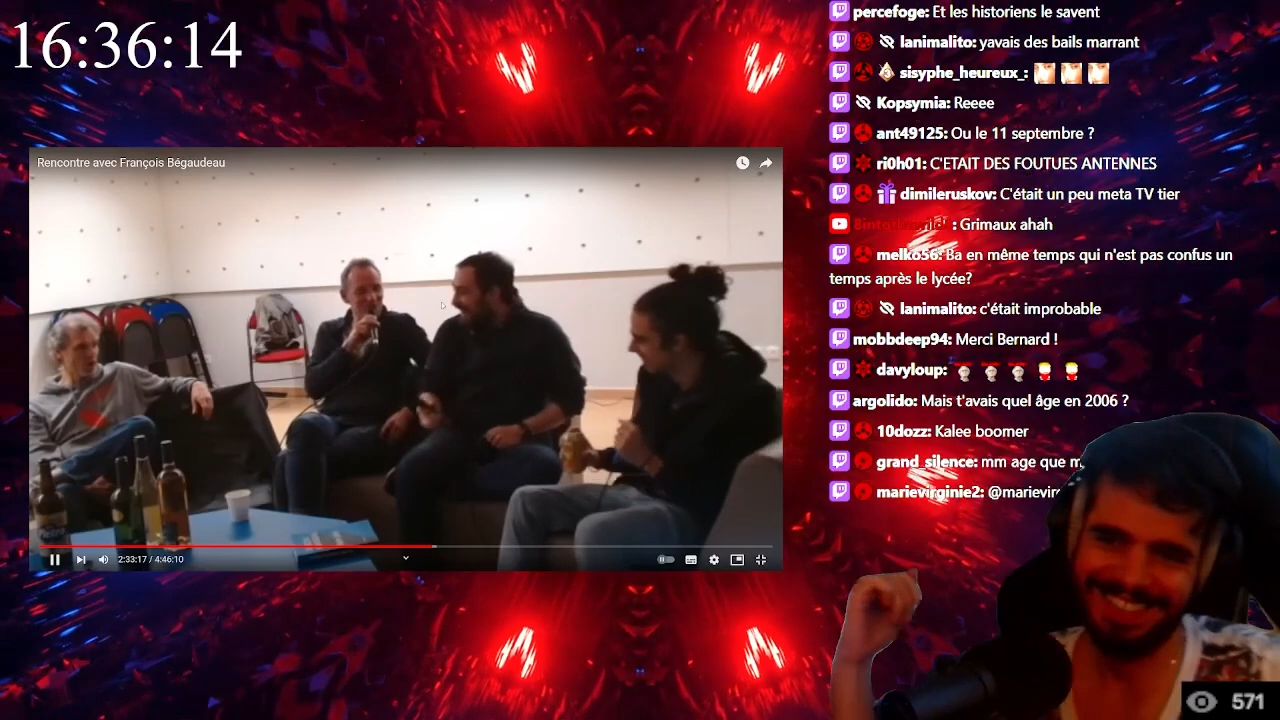 16:36:14
Rencontre avec François Bégaudeau
2:33:17 / 4:46:10
percefoge: Et les historiens le savent
lanimalito: yavais des bails marrant
sisyphe_heureux_:
Kopsymia: Reeee
ant49125: Ou le 11 septembre ?
ri0h01: C'ETAIT DES FOUTUES ANTENNES
dimileruskov: C'était un peu meta TV tier
: Grimaux ahah
melko56: Ba en même temps qui n'est pas confus un
temps après le lycée?
lanimalito: c'était improbable
mobbdeep94: Merci Bernard !
davyloup:
argolido: Mais t'avais quel âge en 2006 ?
10dozz: Kalee boomer
grand_silence: mm age que m
marievirginie2: @marievir
571